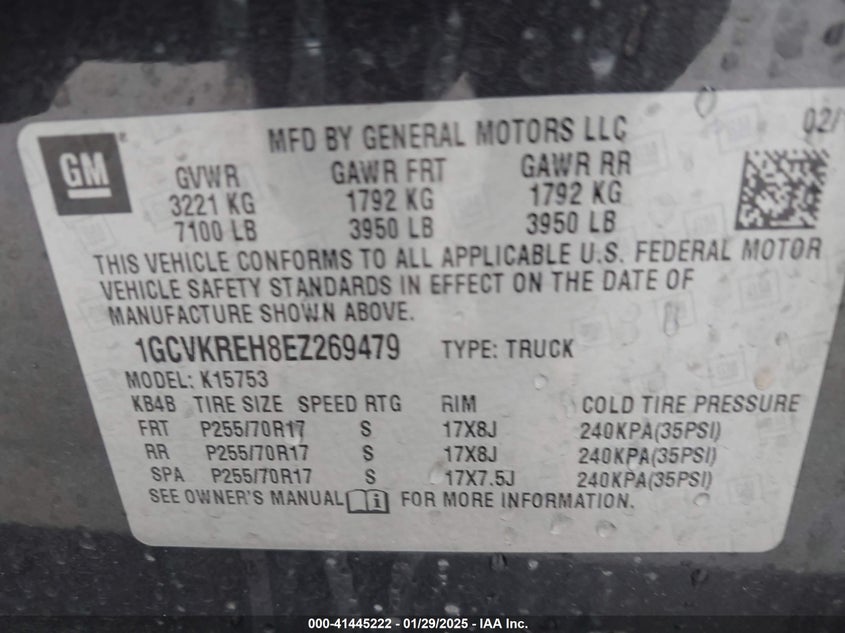 MFD BY GENERAL MOTORS LLC 02/
GM
GVWR GAWR FRT GAWR RR
3221 KG 1792 KG 1792 KG
7100 LB 3950 LB 3950 LB
THIS VEHICLE CONFORMS TO ALL APPLICABLE U.S. FEDERAL MOTOR
VEHICLE SAFETY STANDARDS IN EFFECT ON THE DATE OF
MANUFACTURE SHOWN ABOVE.
1GCVKREH8EZ269479 TYPE: TRUCK
MODEL: K15753
KB4B TIRE SIZE SPEED RTG RIM COLD TIRE PRESSURE
FRT P255/70R17 S 17X8J 240KPA(35PSI)
RR P255/70R17 S 17X8J 240KPA(35PSI)
SPA P255/70R17 S 17X7.5J 240KPA(35PSI)
SEE OWNER'S MANUAL FOR MORE INFORMATION.
000-41445222 — 01/29/2025 — IAA Inc.